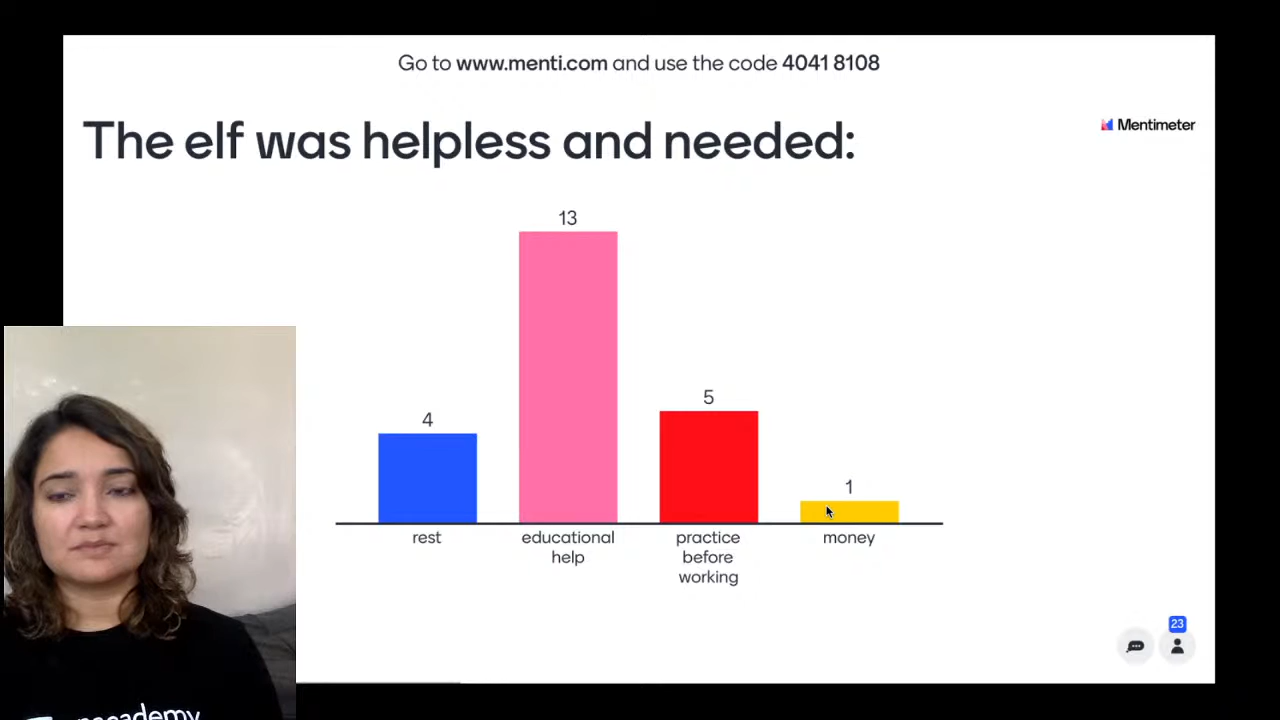 Go to www.menti.com and use the code 4041 8108
The elf was helpless and needed:
Mentimeter
13
5
4
1
rest
educational
help
practice
before
working
money
23